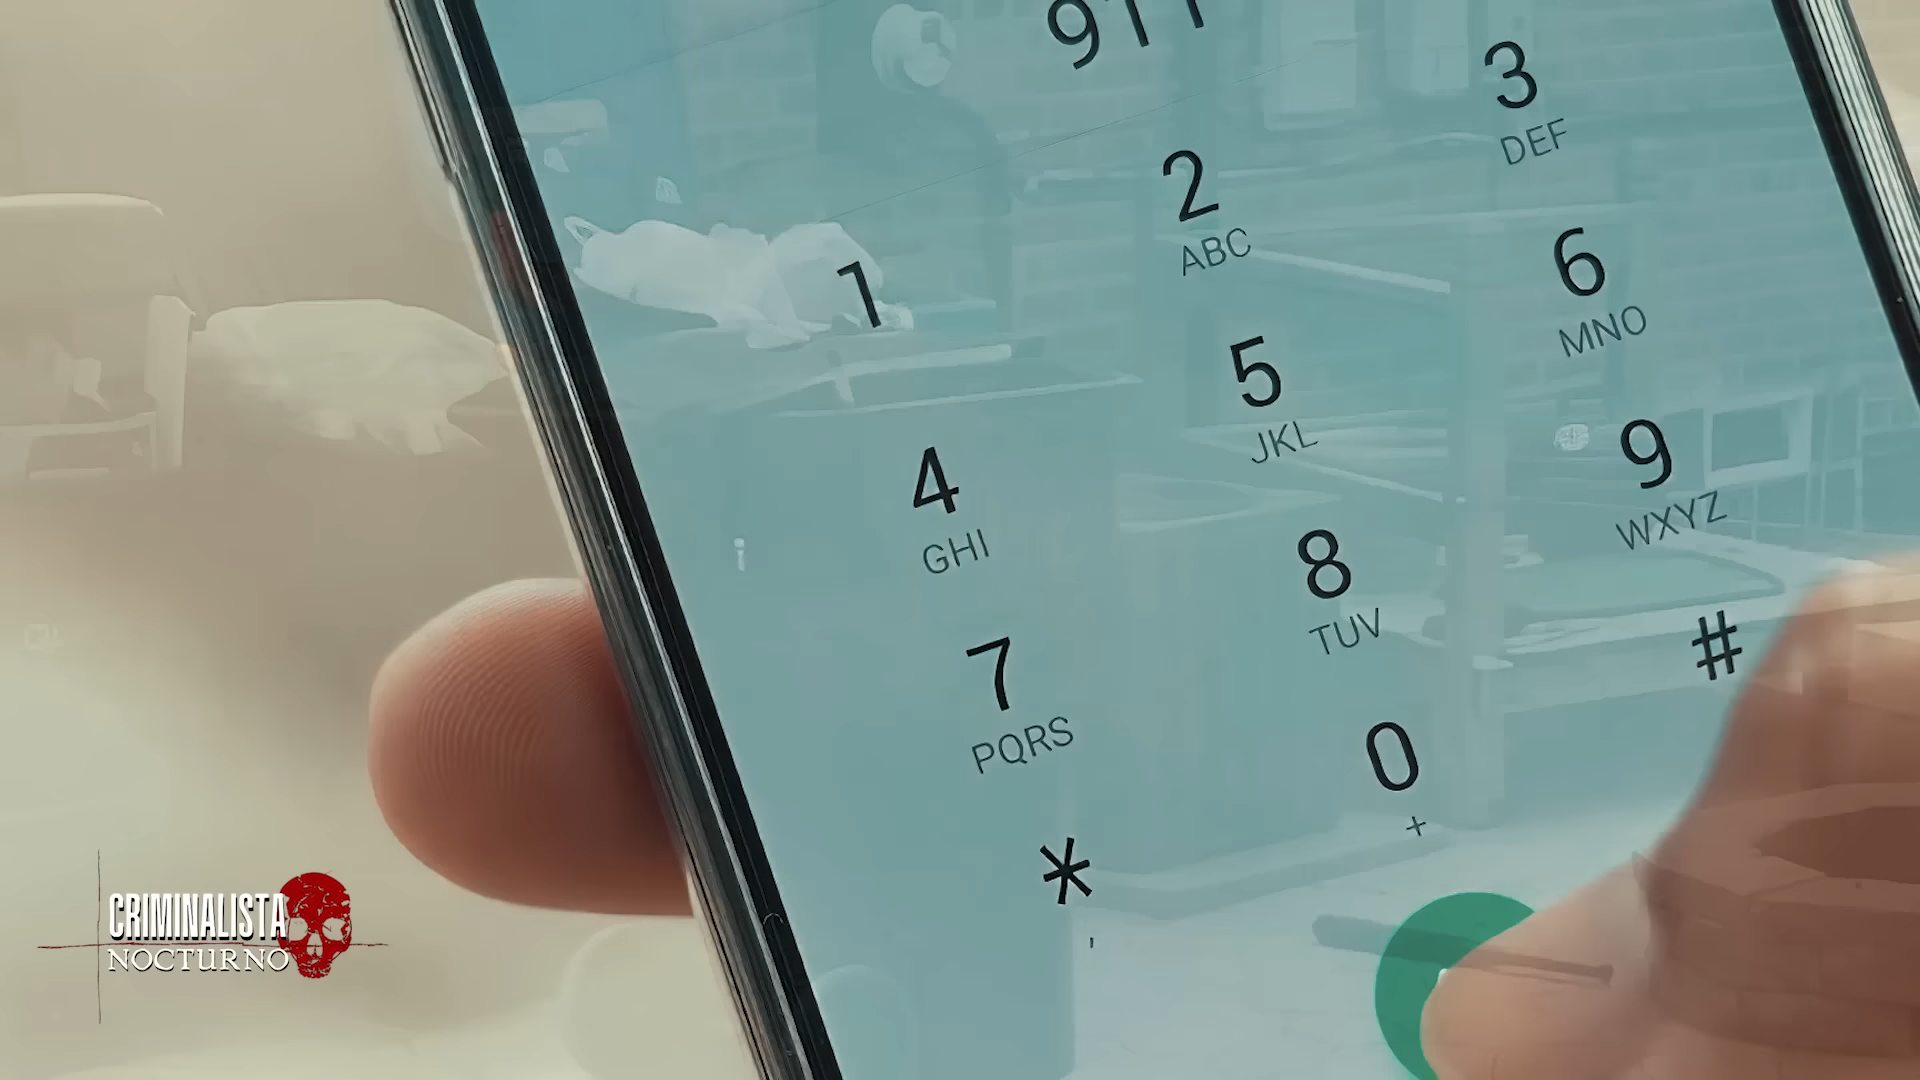 911
1
2
ABC
3
DEF
4
GHI
5
JKL
6
MNO
7
PQRS
8
TUV
9
WXYZ
*
0
+
#
CRIMINALISTA
NOCTURNO